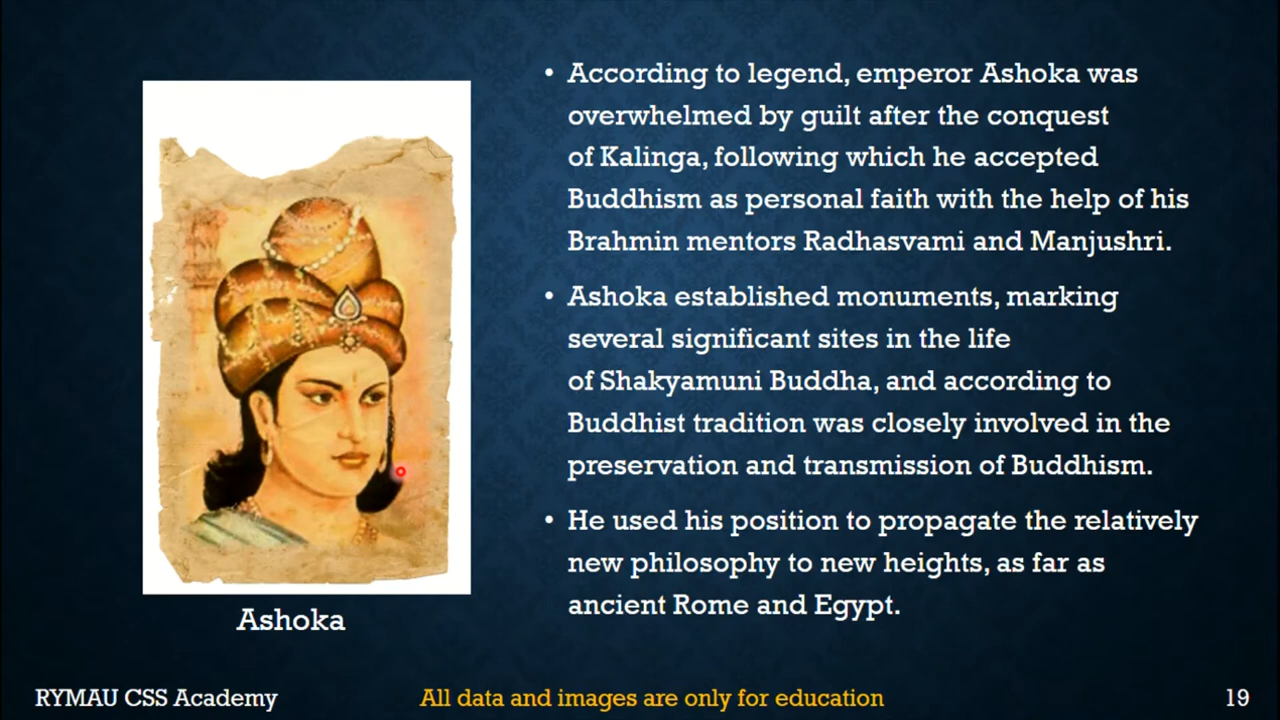 • According to legend, emperor Ashoka was
overwhelmed by guilt after the conquest
of Kalinga, following which he accepted
Buddhism as personal faith with the help of his
Brahmin mentors Radhasvami and Manjushri.
• Ashoka established monuments, marking
several significant sites in the life
of Shakyamuni Buddha, and according to
Buddhist tradition was closely involved in the
preservation and transmission of Buddhism.
• He used his position to propagate the relatively
new philosophy to new heights, as far as
ancient Rome and Egypt.
Ashoka
RYMAU CSS Academy
All data and images are only for education
19